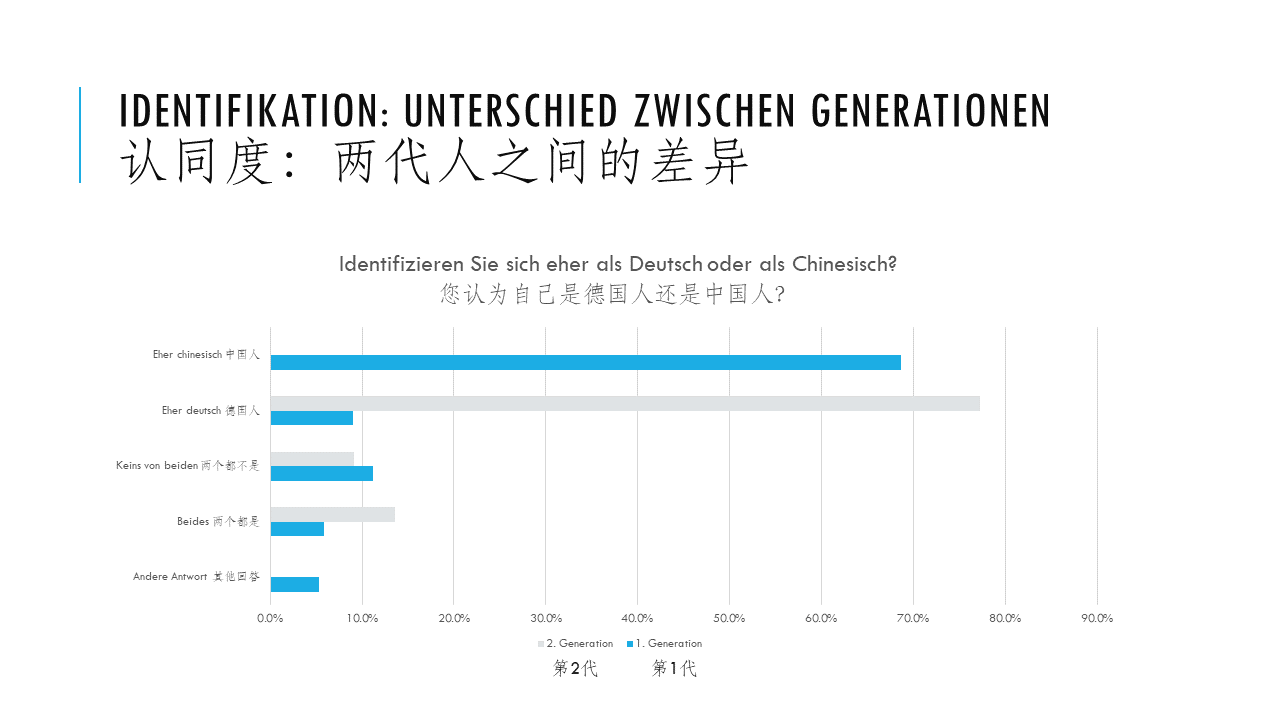 IDENTIFIKATION: UNTERSCHIED ZWISCHEN GENERATIONEN
认同度：两代人之间的差异
Identifizieren Sie sich eher als Deutsch oder als Chinesisch?
您认为自己是德国人还是中国人?
Eher chinesisch 中国人
Eher deutsch 德国人
Keins von beiden 两个都不是
Beides 两个都是
Andere Antwort 其他回答
0.0% 10.0% 20.0% 30.0% 40.0% 50.0% 60.0% 70.0% 80.0% 90.0%
2. Generation 1. Generation
第2代 第1代